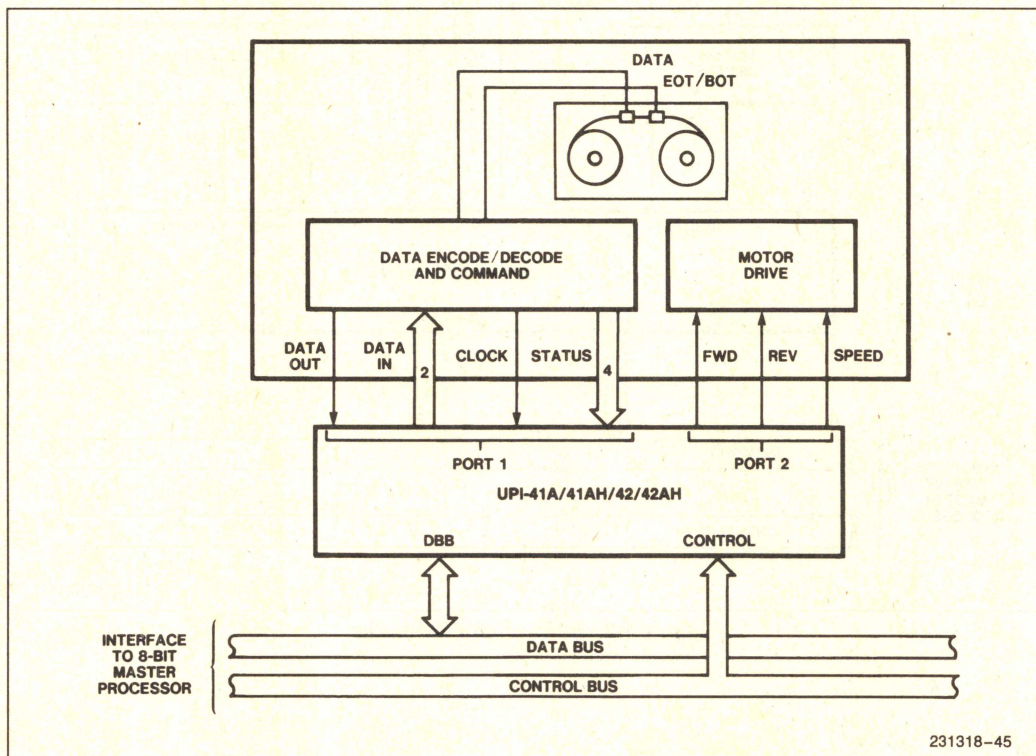 DATA
EOT/BOT
DATA ENCODE/DECODE
AND COMMAND
MOTOR
DRIVE
DATA
OUT
DATA
IN
2
CLOCK
STATUS
4
FWD
REV
SPEED
PORT 1
PORT 2
UPI-41A/41AH/42/42AH
DBB
CONTROL
INTERFACE
TO 8-BIT
MASTER
PROCESSOR
DATA BUS
CONTROL BUS
231318-45